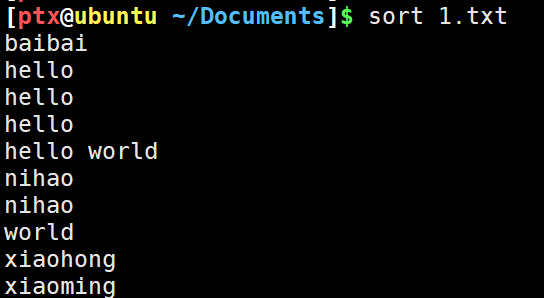 [ptx@ubuntu ~/Documents]$ sort 1.txt
baibai
hello
hello
hello
hello world
nihao
nihao
world
xiaohong
xiaoming